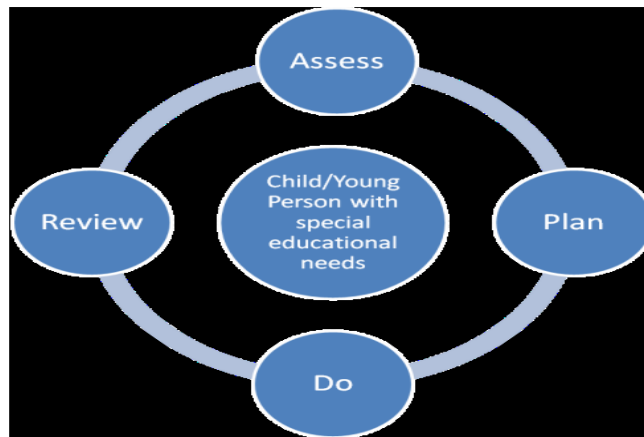 Assess
Child/Young
Person with
special
educational
needs
Review
Plan
Do